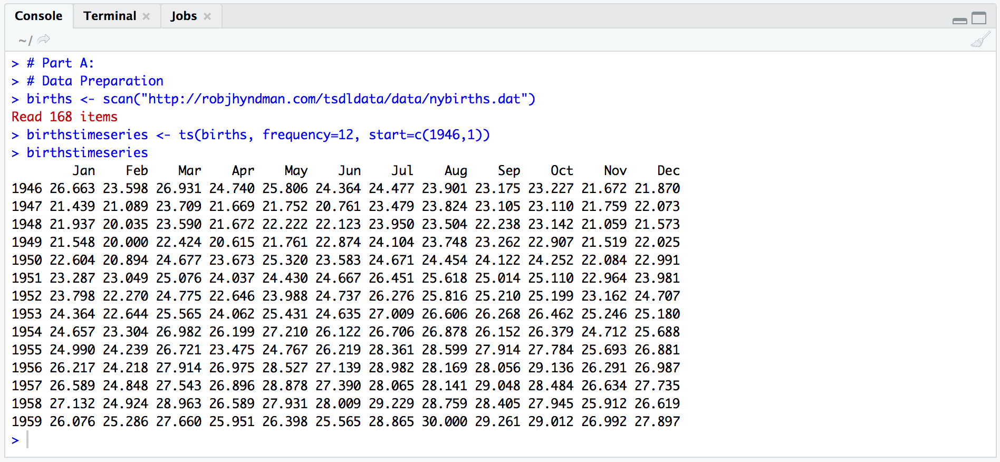 Console Terminal Jobs
~/
> # Part A:
> # Data Preparation
> births <- scan("http://robjhyndman.com/tsdldata/data/nybirths.dat")
Read 168 items
> birthstimeseries <- ts(births, frequency=12, start=c(1946,1))
> birthstimeseries
Jan Feb Mar Apr May Jun Jul Aug Sep Oct Nov Dec
1946 26.663 23.598 26.931 24.740 25.806 24.364 24.477 23.901 23.175 23.227 21.672 21.870
1947 21.439 21.089 23.709 21.669 21.752 20.761 23.479 23.824 23.105 23.110 21.759 22.073
1948 21.937 20.035 23.590 21.672 22.222 22.123 23.950 23.504 22.238 23.142 21.059 21.573
1949 21.548 20.000 22.424 20.615 21.761 22.874 24.104 23.748 23.262 22.907 21.519 22.025
1950 22.604 20.894 24.677 23.673 25.320 23.583 24.671 24.454 24.122 24.252 22.084 22.991
1951 23.287 23.049 25.076 24.037 24.430 24.667 26.451 25.618 25.014 25.110 22.964 23.981
1952 23.798 22.270 24.775 22.646 23.988 24.737 26.276 25.816 25.210 25.199 23.162 24.707
1953 24.364 22.644 25.565 24.062 25.431 24.635 27.009 26.606 26.268 26.462 25.246 25.180
1954 24.657 23.304 26.982 26.199 27.210 26.122 26.706 26.878 26.152 26.379 24.712 25.688
1955 24.990 24.239 26.721 23.475 24.767 26.219 28.361 28.599 27.914 27.784 25.693 26.881
1956 26.217 24.218 27.914 26.975 28.527 27.139 28.982 28.169 28.056 29.136 26.291 26.987
1957 26.589 24.848 27.543 26.896 28.878 27.390 28.065 28.141 29.048 28.484 26.634 27.735
1958 27.132 24.924 28.963 26.589 27.931 28.009 29.229 28.759 28.405 27.945 25.912 26.619
1959 26.076 25.286 27.660 25.951 26.398 25.565 28.865 30.000 29.261 29.012 26.992 27.897
>